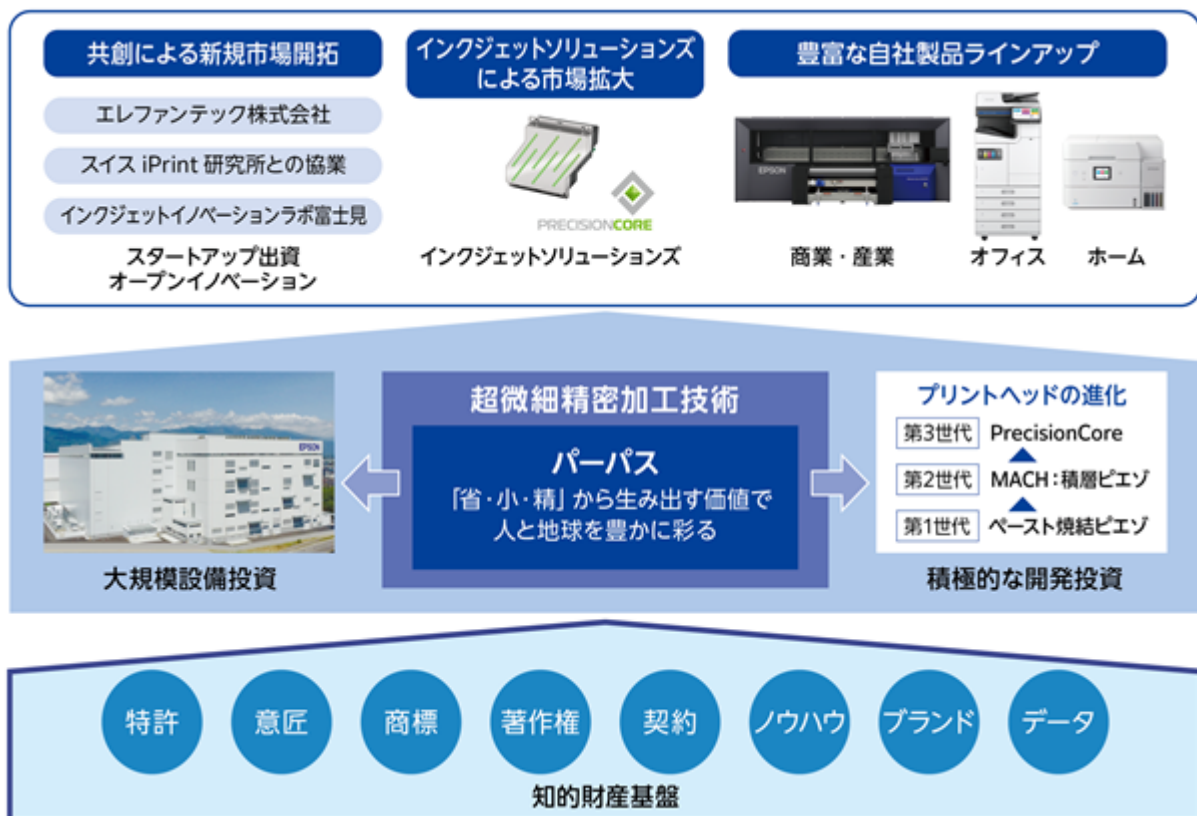 共創による新規市場開拓
エレファンテック株式会社
スイス iPrint 研究所との協業
インクジェットイノベーションラボ富士見
スタートアップ出資
オープンイノベーション
インクジェットソリューションズ
による市場拡大
PRECISIONCORE
インクジェットソリューションズ
豊富な自社製品ラインアップ
EPSON
商業・産業
オフィス
ホーム
EPSON
大規模設備投資
超微細精密加工技術
パーパス
「省・小・精」から生み出す価値で
人と地球を豊かに彩る
プリントヘッドの進化
第3世代 PrecisionCore
第2世代 MACH:積層ピエゾ
第1世代 ペースト焼結ピエゾ
積極的な開発投資
特許 意匠 商標 著作権 契約 ノウハウ ブランド データ
知的財産基盤